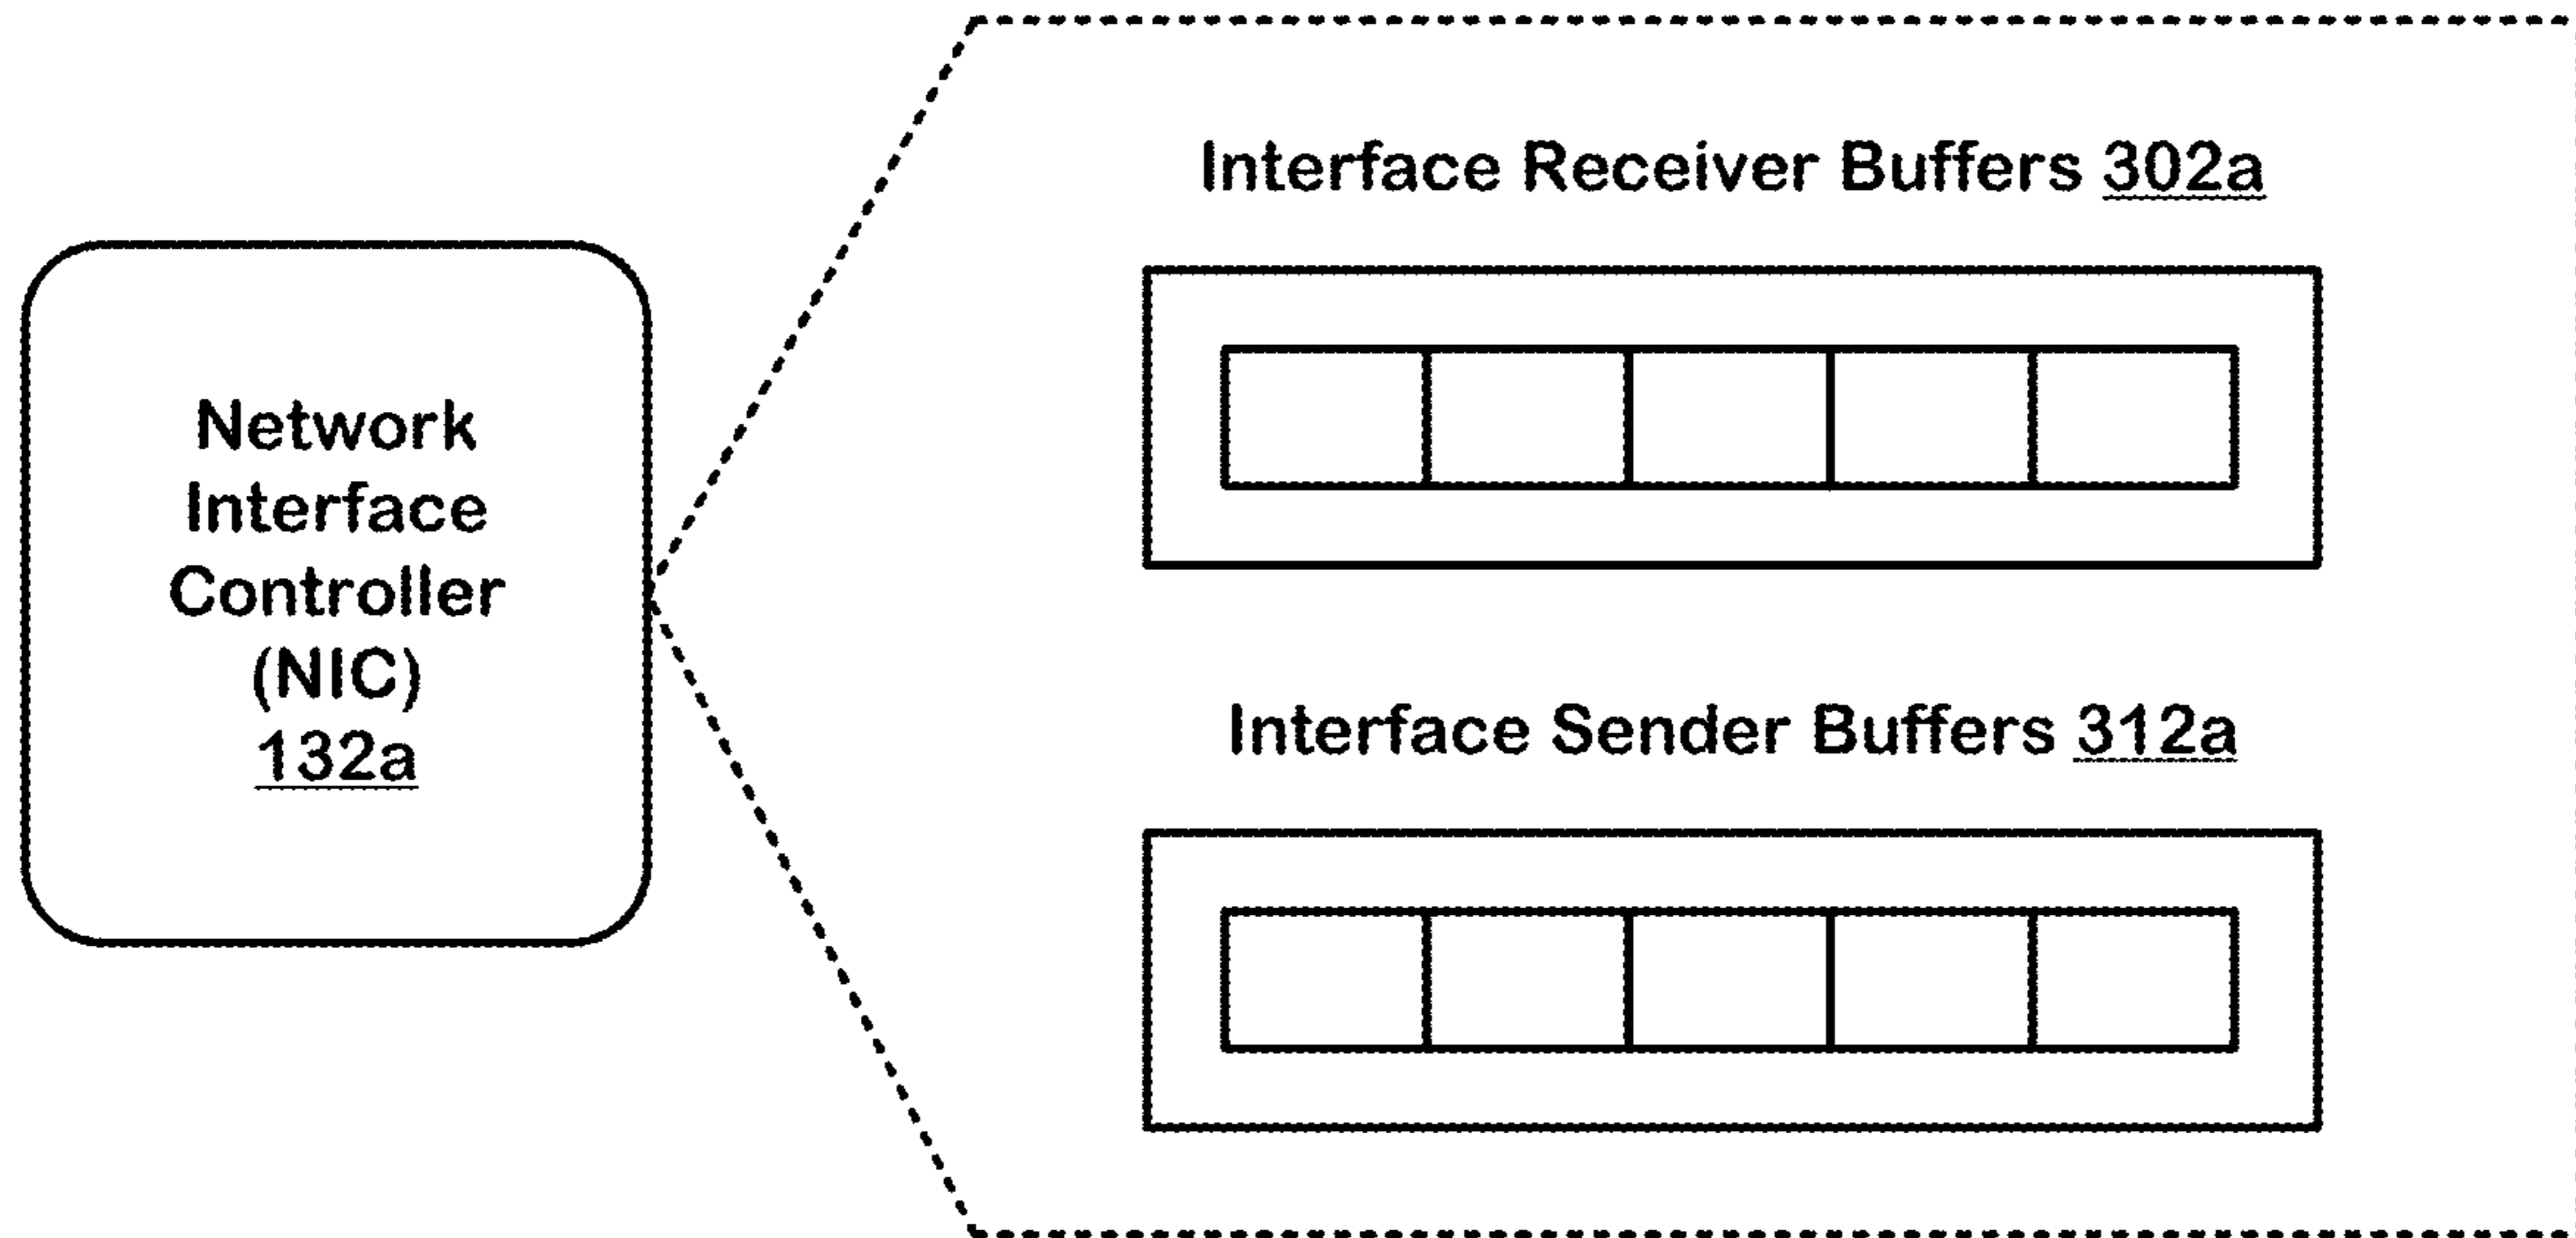 Network
Interface
Controller
(NIC)
132a
Interface Receiver Buffers 302a
Interface Sender Buffers 312a